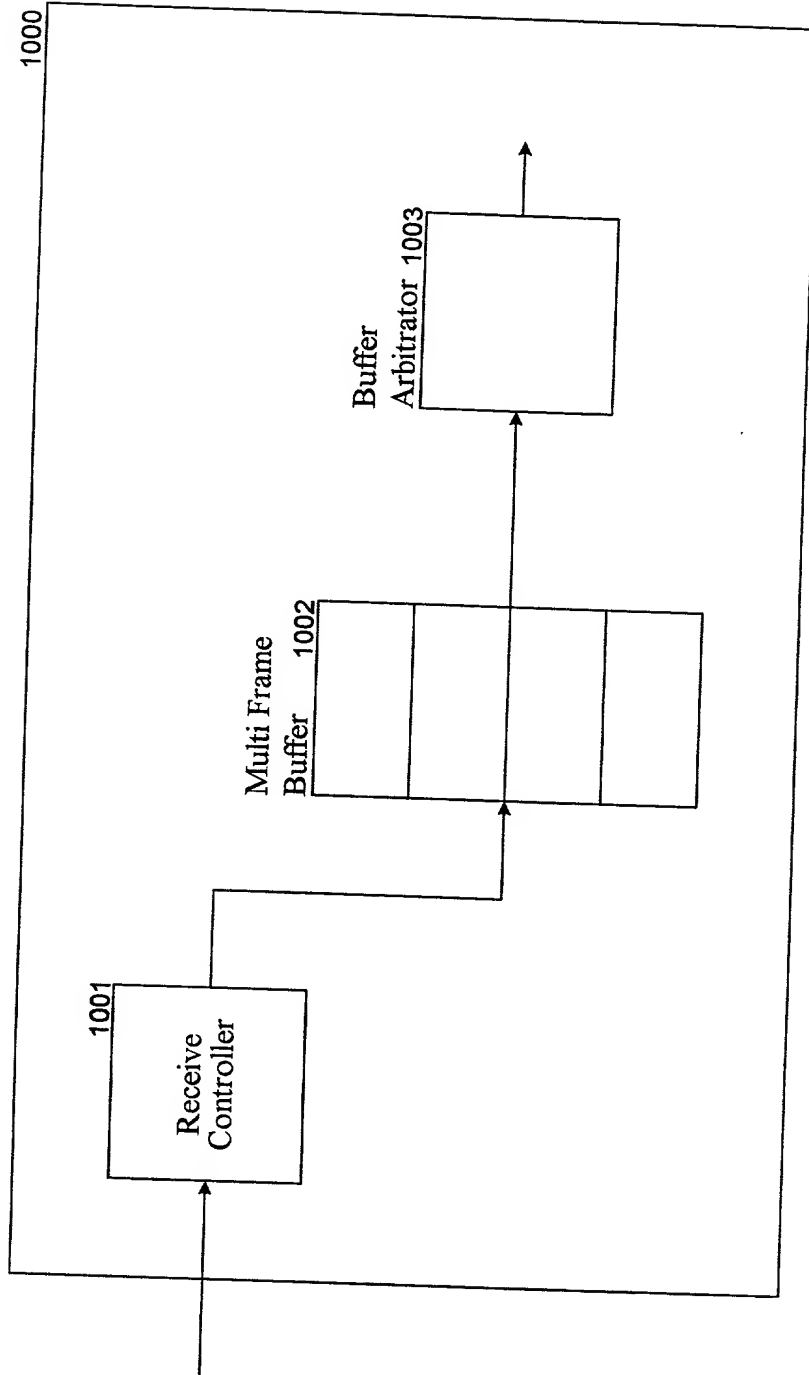 1000
1001
Receive
Controller
Multi Frame
Buffer 1002
Buffer
Arbitrator 1003